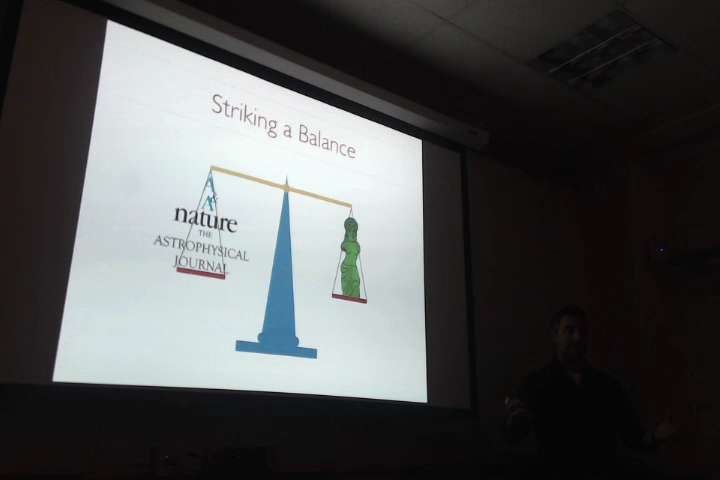 Striking a Balance
A&A
nature
THE
ASTROPHYSICAL
JOURNAL